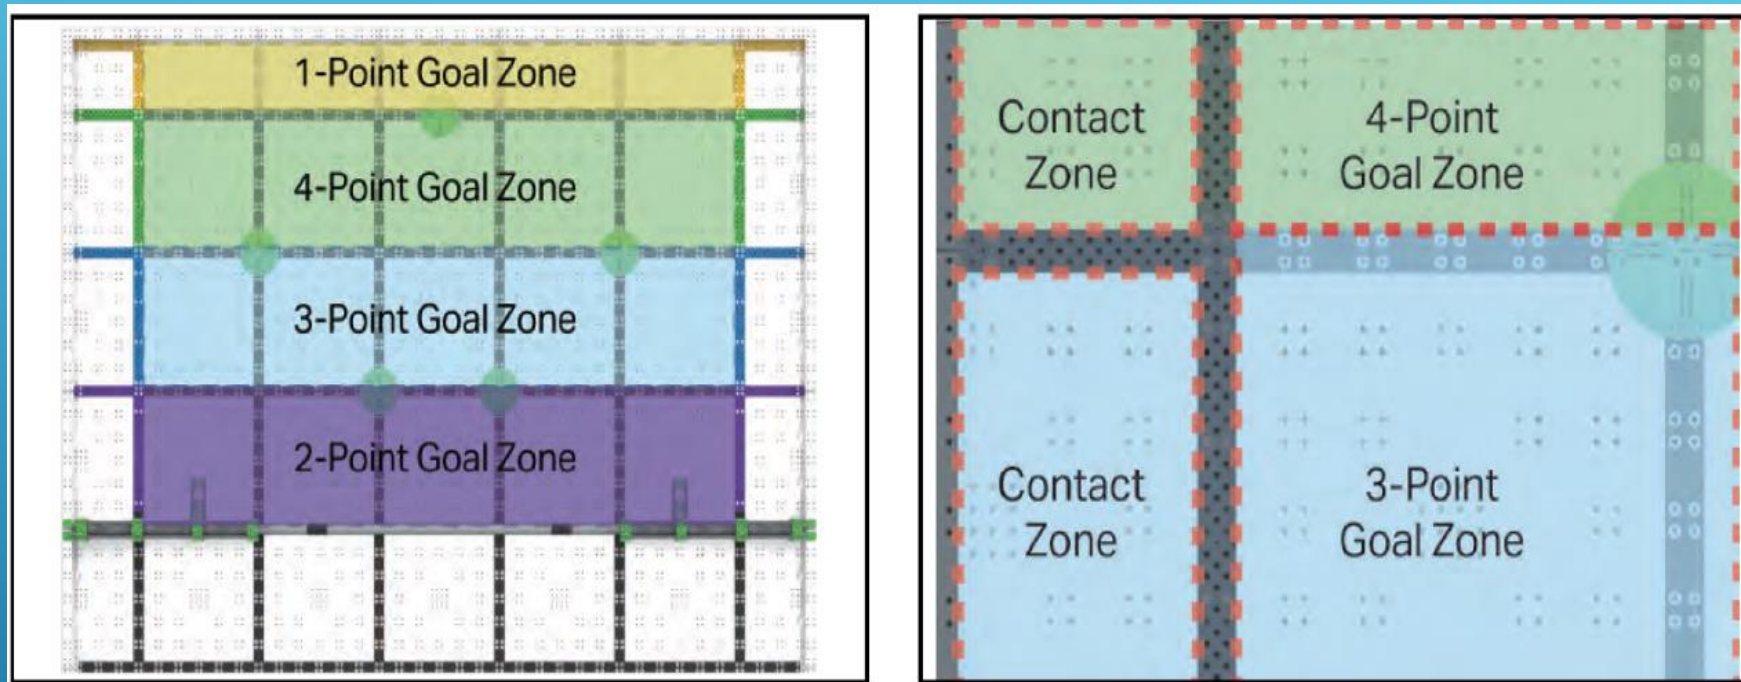 1-Point Goal Zone
4-Point Goal Zone
3-Point Goal Zone
2-Point Goal Zone
Contact
Zone
4-Point
Goal Zone
Contact
Zone
3-Point
Goal Zone